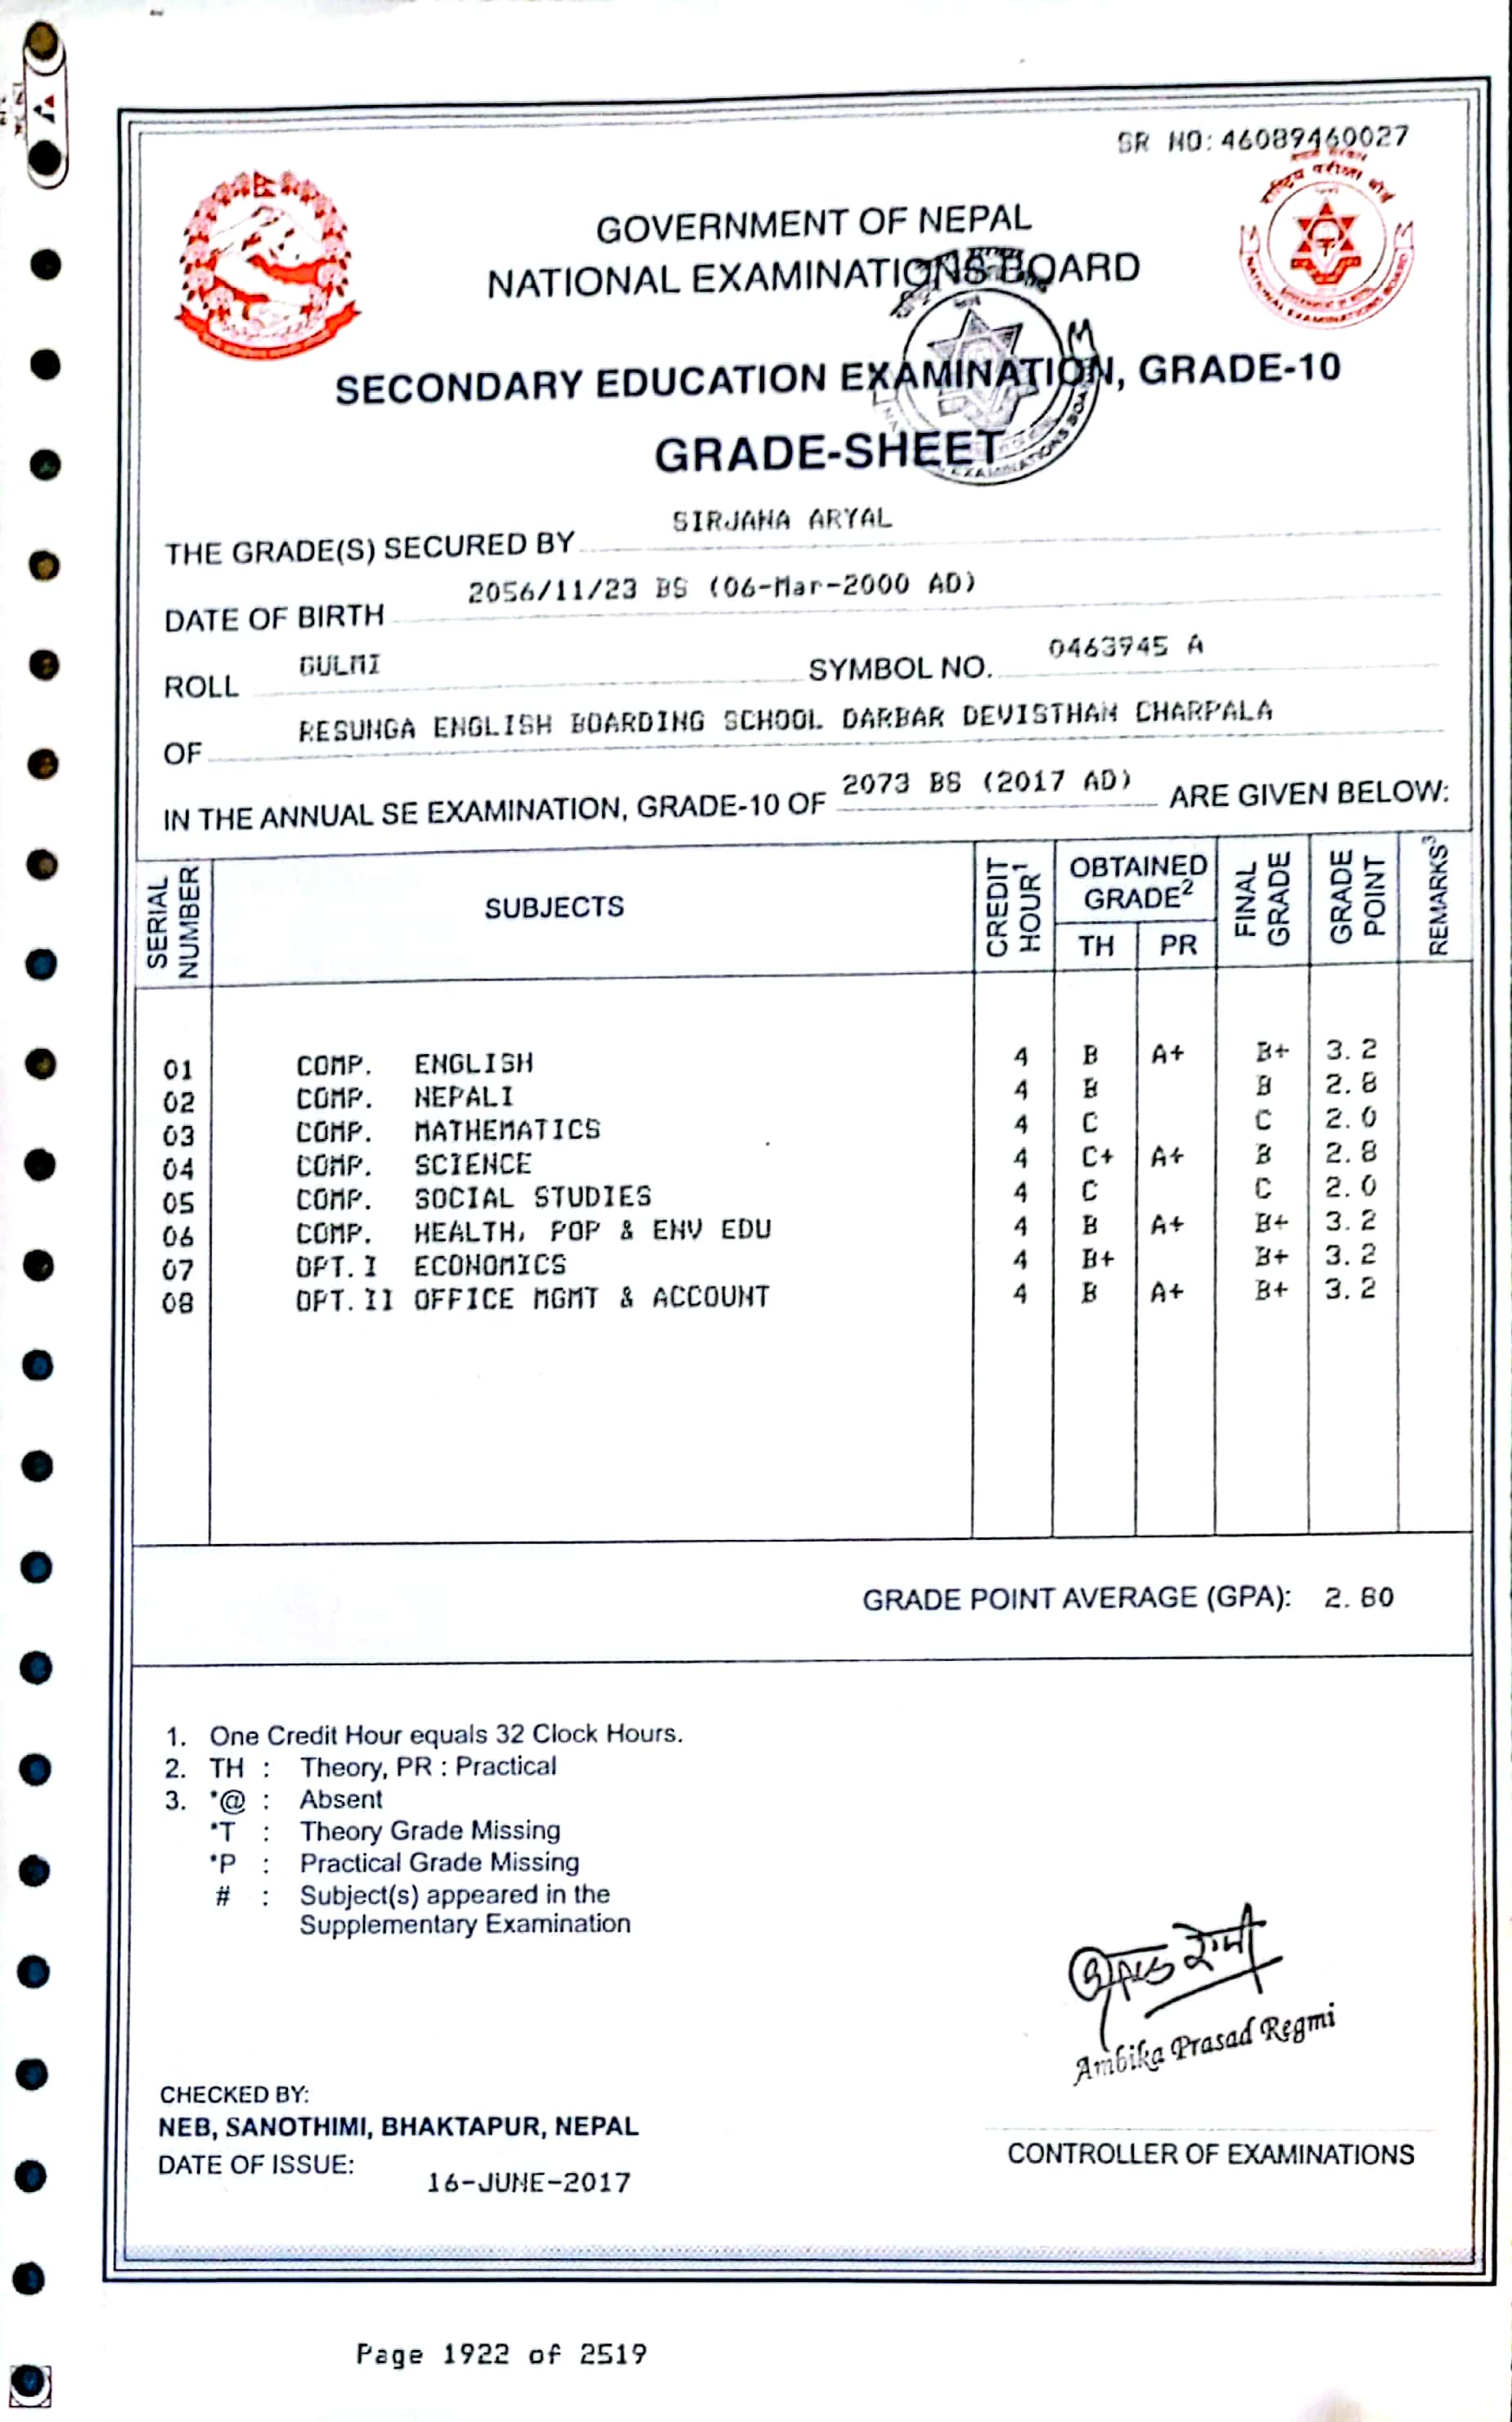 SR NO: 46089460027
GOVERNMENT OF NEPAL
NATIONAL EXAMINATIONS BOARD
SECONDARY EDUCATION EXAMINATION, GRADE-10
GRADE-SHEET
THE GRADE(S) SECURED BY SIRJANA ARYAL
DATE OF BIRTH 2056/11/23 BS (06-Mar-2000 AD)
ROLL GULMI SYMBOL NO. 0463945 A
OF RESUNGA ENGLISH BOARDING SCHOOL DARBAR DEVISTHAN CHARPALA
IN THE ANNUAL SE EXAMINATION, GRADE-10 OF 2073 BS (2017 AD) ARE GIVEN BELOW:
SERIAL NUMBER SUBJECTS CREDIT HOUR1 OBTAINED GRADE2 FINAL GRADE GRADE POINT REMARKS3
TH PR
01 COMP. ENGLISH 4 B A+ B+ 3.2
02 COMP. NEPALI 4 B B 2.8
03 COMP. MATHEMATICS 4 C C 2.0
04 COMP. SCIENCE 4 C+ A+ B 2.8
05 COMP. SOCIAL STUDIES 4 C C 2.0
06 COMP. HEALTH, POP & ENV EDU 4 B A+ B+ 3.2
07 OPT.I ECONOMICS 4 B+ B+ 3.2
08 OPT.II OFFICE MGMT & ACCOUNT 4 B A+ B+ 3.2
GRADE POINT AVERAGE (GPA): 2.80
1. One Credit Hour equals 32 Clock Hours.
2. TH : Theory, PR : Practical
3. *@ : Absent
*T : Theory Grade Missing
*P : Practical Grade Missing
# : Subject(s) appeared in the
Supplementary Examination
Ambika Prasad Regmi
CHECKED BY:
NEB, SANOTHIMI, BHAKTAPUR, NEPAL
CONTROLLER OF EXAMINATIONS
DATE OF ISSUE: 16-JUNE-2017
Page 1922 of 2519